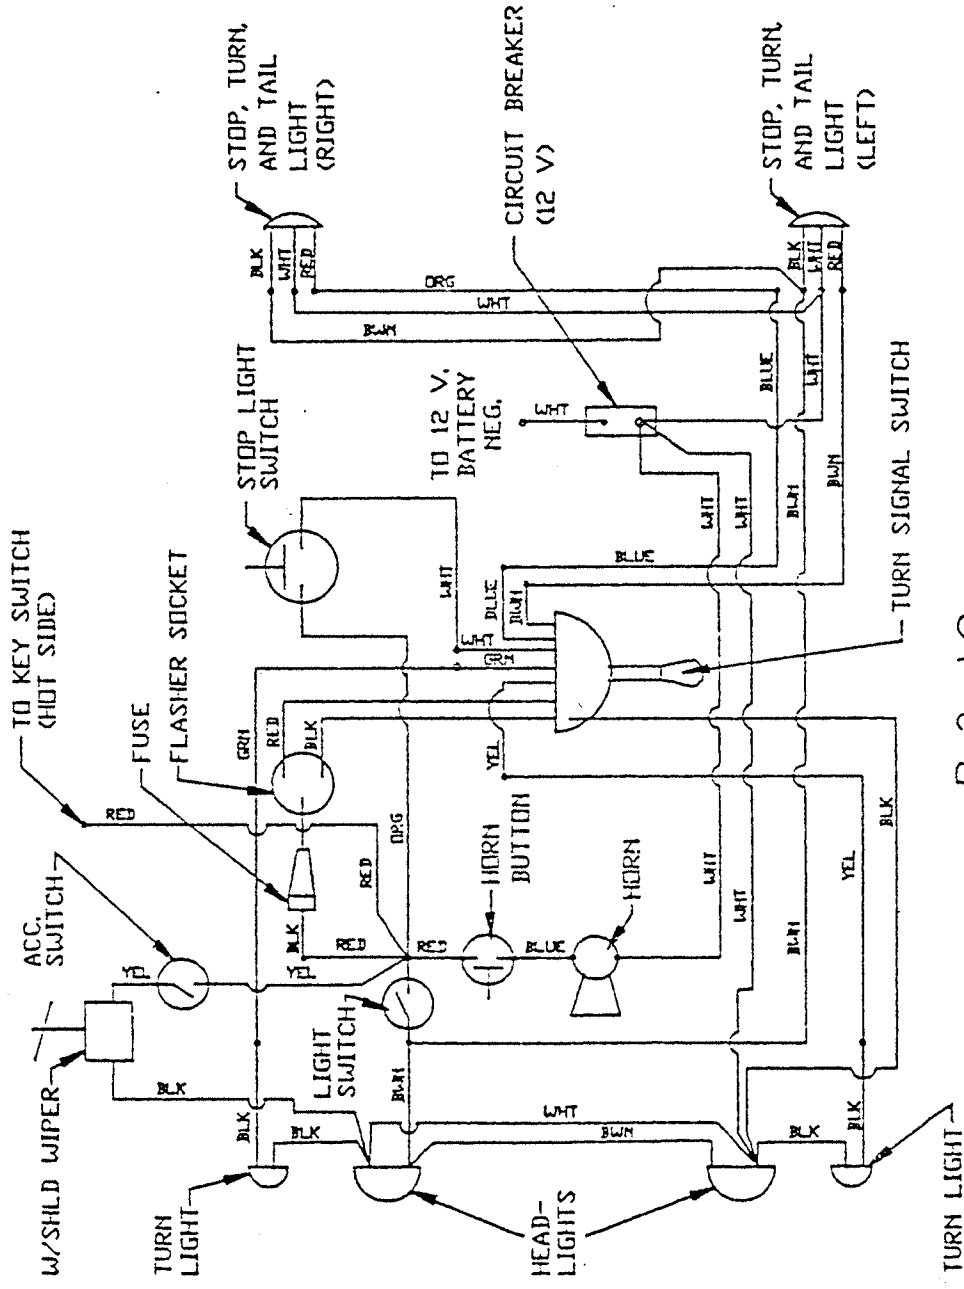 W/SHLD WIPER
ACC.
SWITCH
TO KEY SWITCH
(HOT SIDE)
TURN
LIGHT
BLK
YEL
RED
FUSE
FLASHER SOCKET
STOP LIGHT
SWITCH
STOP, TURN,
AND TAIL
LIGHT
(RIGHT)
BLK
GRN
BLK
BLK
WHT
RED
BLK
YEL
RED
RED
BLK
LIGHT
SWITCH
RED
BWN
BWN
RED
ORG
ORG
WHT
WHT
TO 12 V.
BATTERY
NEG.
WHT
WHT
GRN
YEL
BLUE
BWN
HORN
BUTTON
BLUE
HORN
CIRCUIT BREAKER
(12 V)
HEAD-
LIGHTS
WHT
BWN
BLUE
WHT
WHT
WHT
WHT
BLUE
BWN
BWN
WHT
BLK
WHT
RED
STOP, TURN,
AND TAIL
LIGHT
(LEFT)
BLK
BLK
YEL
BWN
BLK
TURN SIGNAL SWITCH
TURN LIGHT